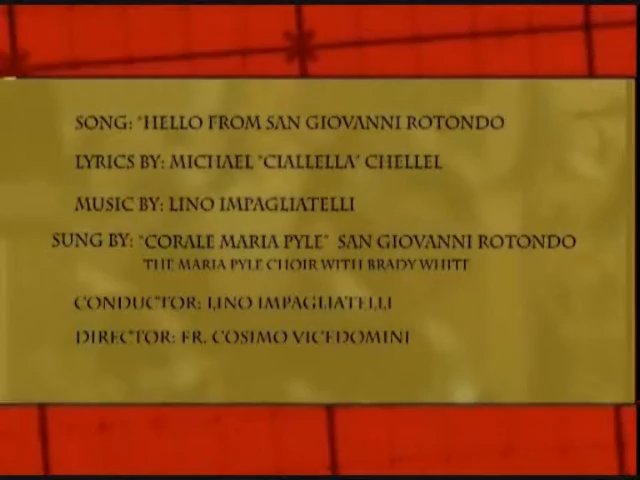 SONG: "HELLO FROM SAN GIOVANNI ROTONDO
LYRICS BY: MICHAEL "CIALLELLA" CHELLEL
MUSIC BY: LINO IMPAGLIATELLI
SUNG BY: "CORALE MARIA PYLE" SAN GIOVANNI ROTONDO
THE MARIA PYLE CHOIR WITH BRADY WHITE
CONDUCTOR: LINO IMPAGLIATELLI
DIRECTOR: FR. COSIMO VICEDOMINI